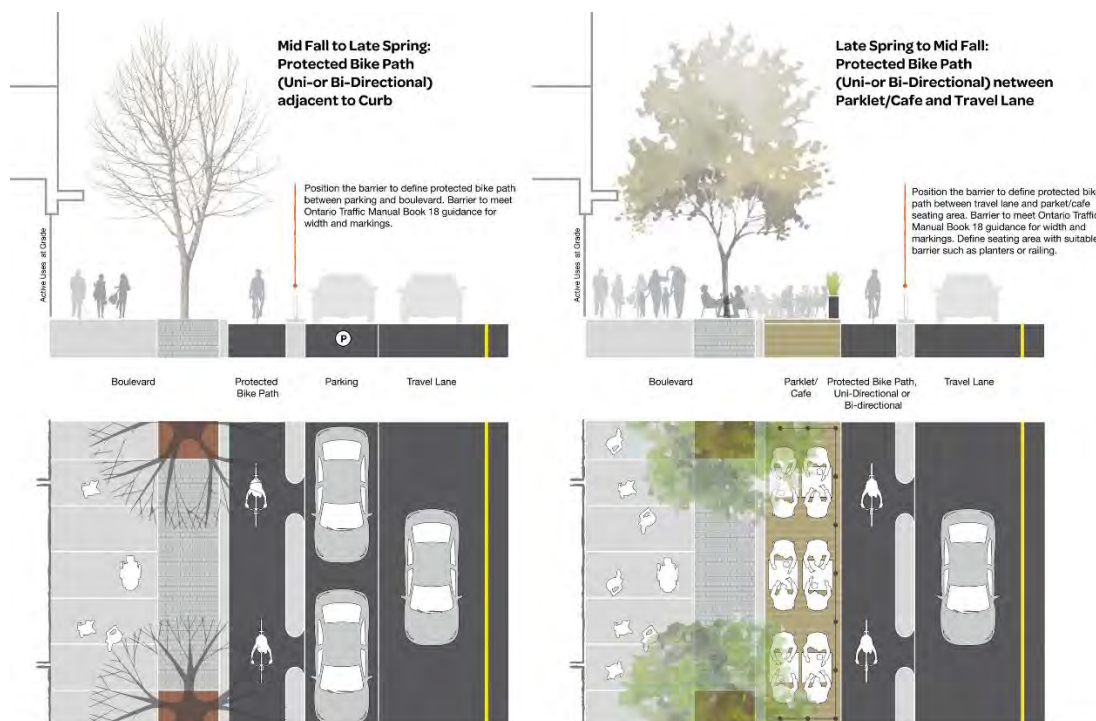 Mid Fall to Late Spring:
Protected Bike Path
(Uni-or Bi-Directional)
adjacent to Curb
Position the barrier to define protected bike path
between parking and boulevard. Barrier to meet
Ontario Traffic Manual Book 18 guidance for
width and markings.
Active Uses at Grade
P
Boulevard
Protected
Bike Path
Parking
Travel Lane
Late Spring to Mid Fall:
Protected Bike Path
(Uni-or Bi-Directional) netween
Parklet/Cafe and Travel Lane
Position the barrier to define protected bike
path between travel lane and parket/cafe
seating area. Barrier to meet Ontario Traffic
Manual Book 18 guidance for width and
markings. Define seating area with suitable
barrier such as planters or railing.
Active Uses at Grade
Boulevard
Parklet/
Cafe
Protected Bike Path,
Uni-Directional or
Bi-directional
Travel Lane